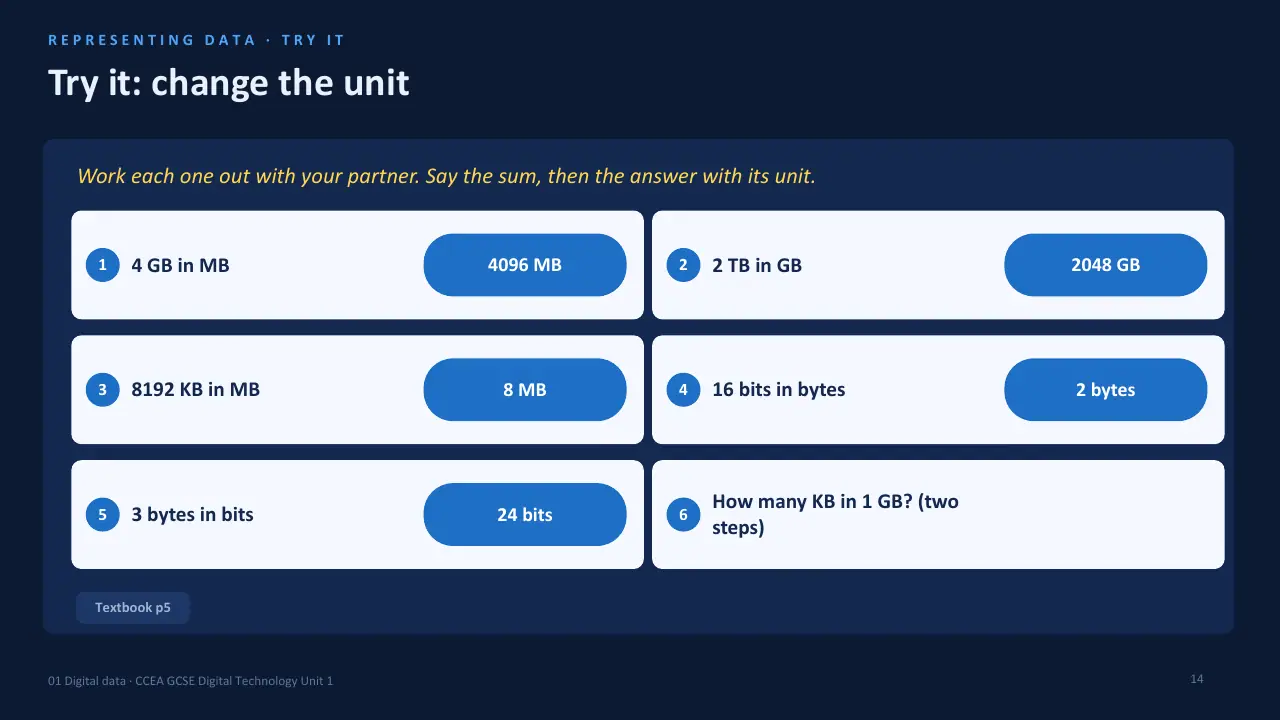 REPRESENTING DATA · TRY IT
Try it: change the unit
Work each one out with your partner. Say the sum, then the answer with its unit.
1 4 GB in MB 4096 MB
2 2 TB in GB 2048 GB
3 8192 KB in MB 8 MB
4 16 bits in bytes 2 bytes
5 3 bytes in bits 24 bits
6 How many KB in 1 GB? (two
steps)
Textbook p5
01 Digital data · CCEA GCSE Digital Technology Unit 1
14